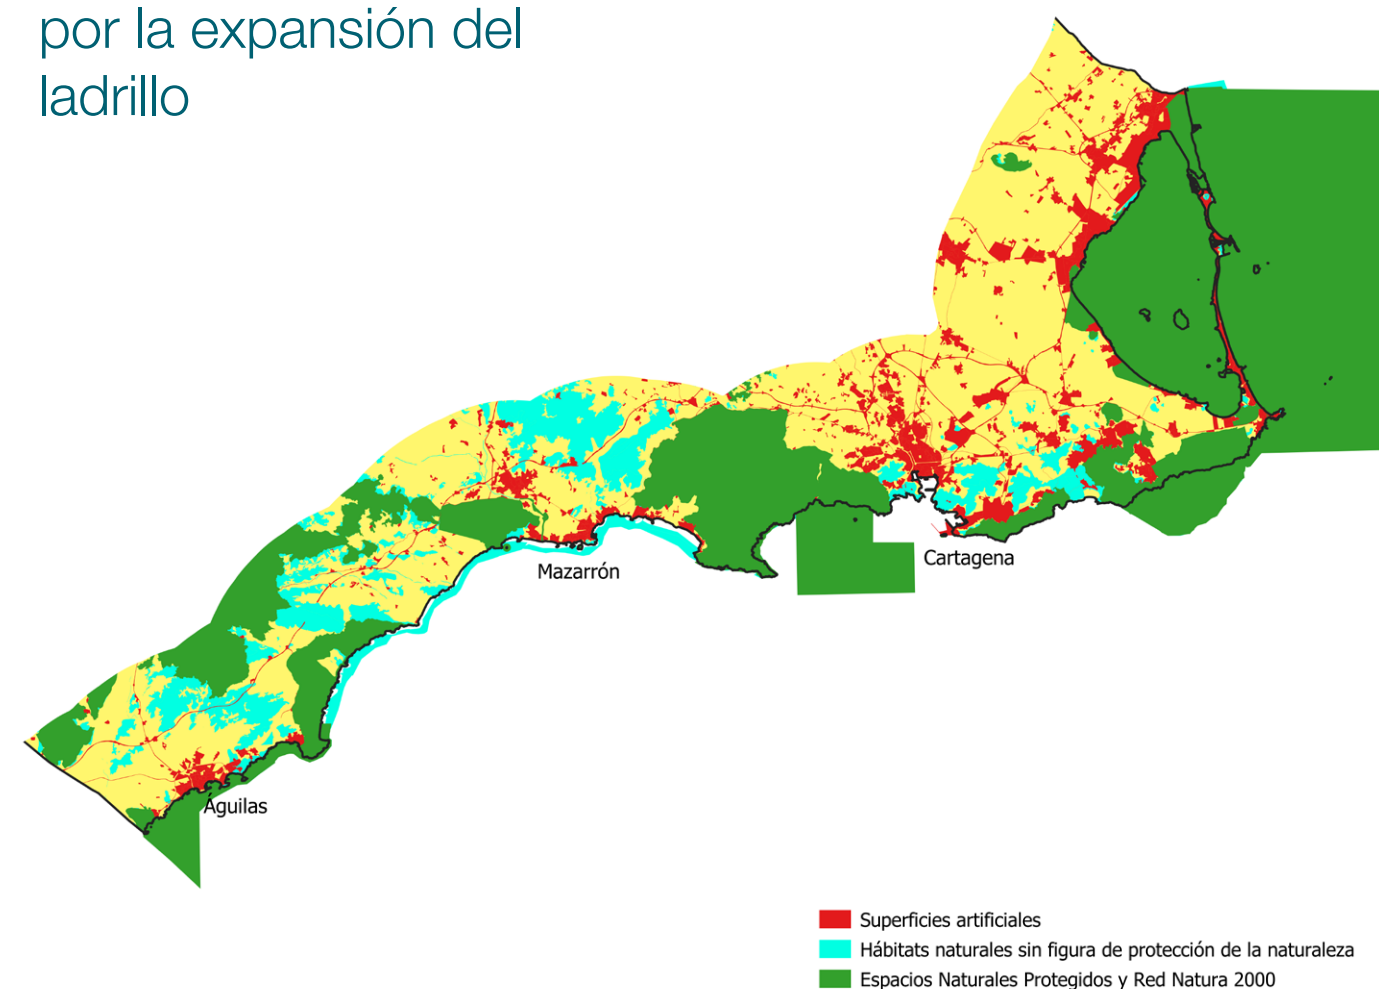 por la expansión del
ladrillo
Mazarrón
Cartagena
Águilas
Superficies artificiales
Hábitats naturales sin figura de protección de la naturaleza
Espacios Naturales Protegidos y Red Natura 2000